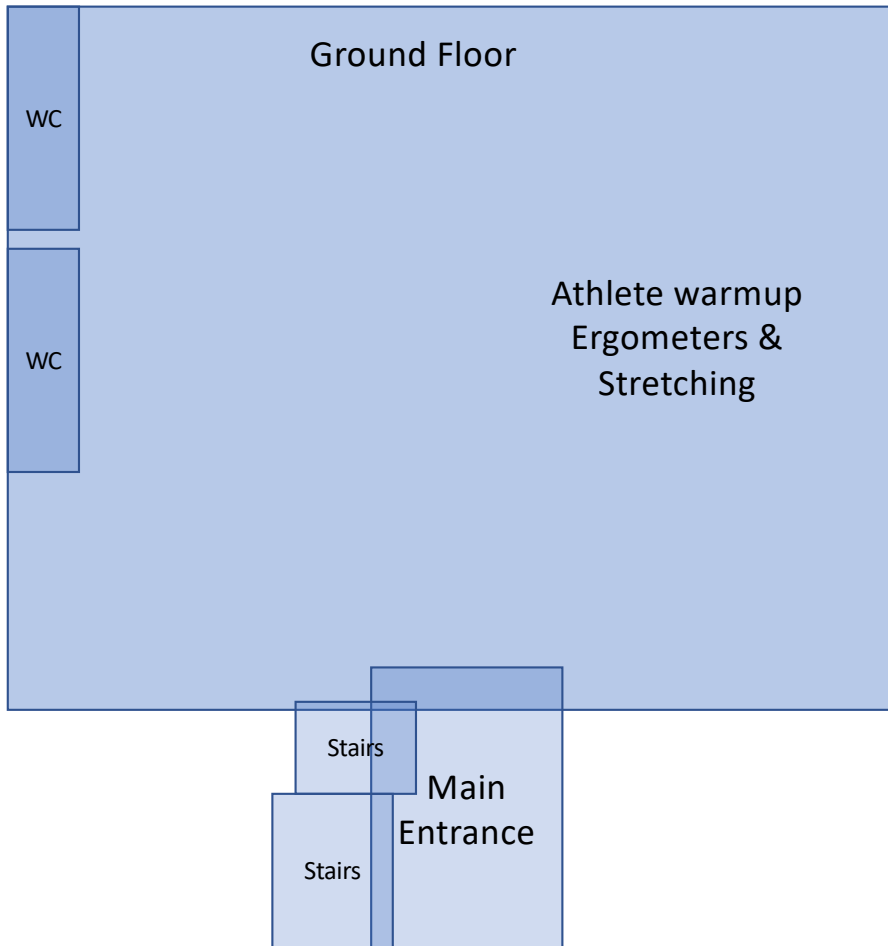 Ground Floor
WC
WC
Athlete warmup
Ergometers &
Stretching
Stairs
Main
Entrance
Stairs